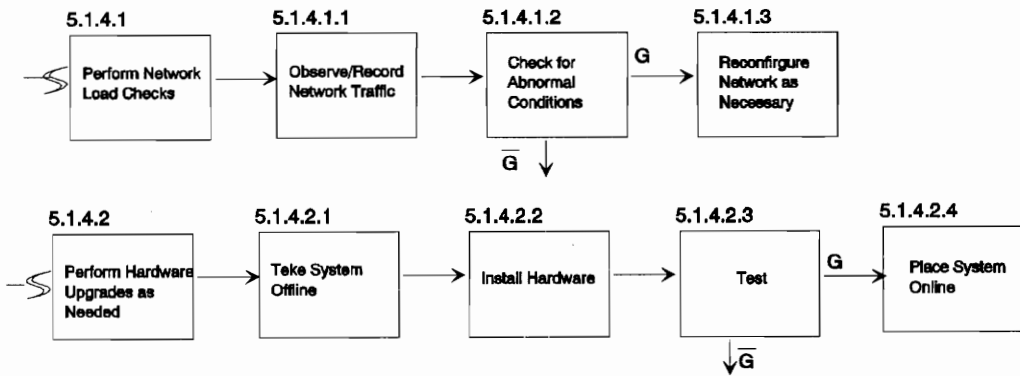 5.1.4.1
Perform Network
Load Checks
5.1.4.1.1
Observe/Record
Network Traffic
5.1.4.1.2
Check for
Abnormal
Conditions
G
G̅
5.1.4.1.3
Reconfirgure
Network as
Necessary
5.1.4.2
Perform Hardware
Upgrades as
Needed
5.1.4.2.1
Teke System
Offline
5.1.4.2.2
Install Hardware
5.1.4.2.3
Test
G
G̅
5.1.4.2.4
Place System
Online